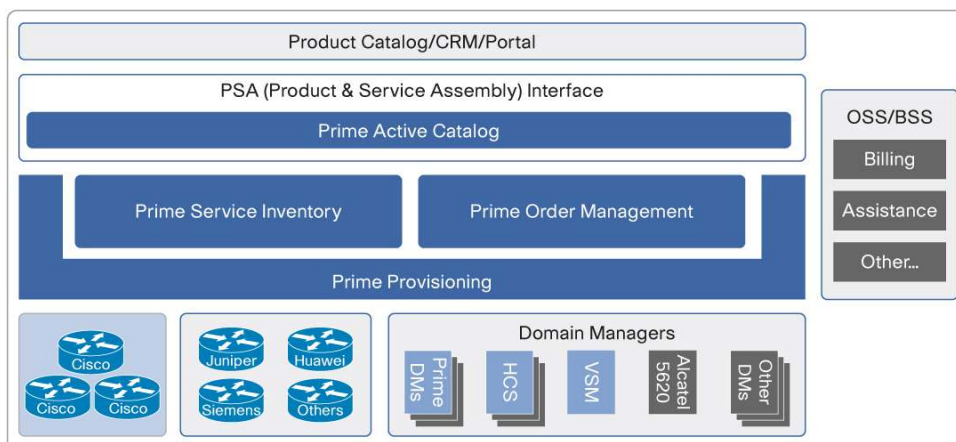 Product Catalog/CRM/Portal
PSA (Product & Service Assembly) Interface
Prime Active Catalog
Prime Service Inventory
Prime Order Management
Prime Provisioning
OSS/BSS
Billing
Assistance
Other...
Cisco
Cisco
Cisco
Juniper
Huawei
Siemens
Others
Domain Managers
Prime
DMs
HCS
VSM
Alcatel
5620
Other
DMs